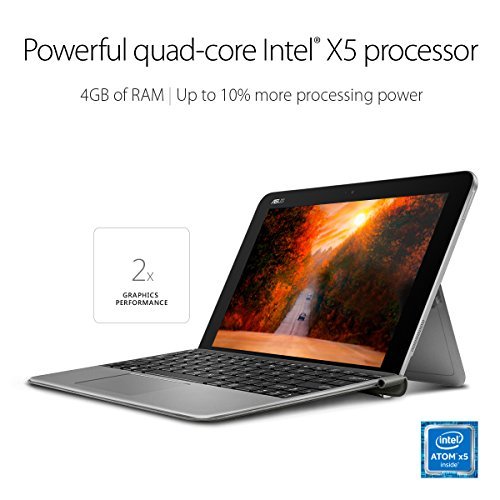 Powerful quad-core Intel® X5 processor
4GB of RAM | Up to 10% more processing power
ASUS
2x
GRAPHICS
PERFORMANCE
intel
ATOM x5
inside™